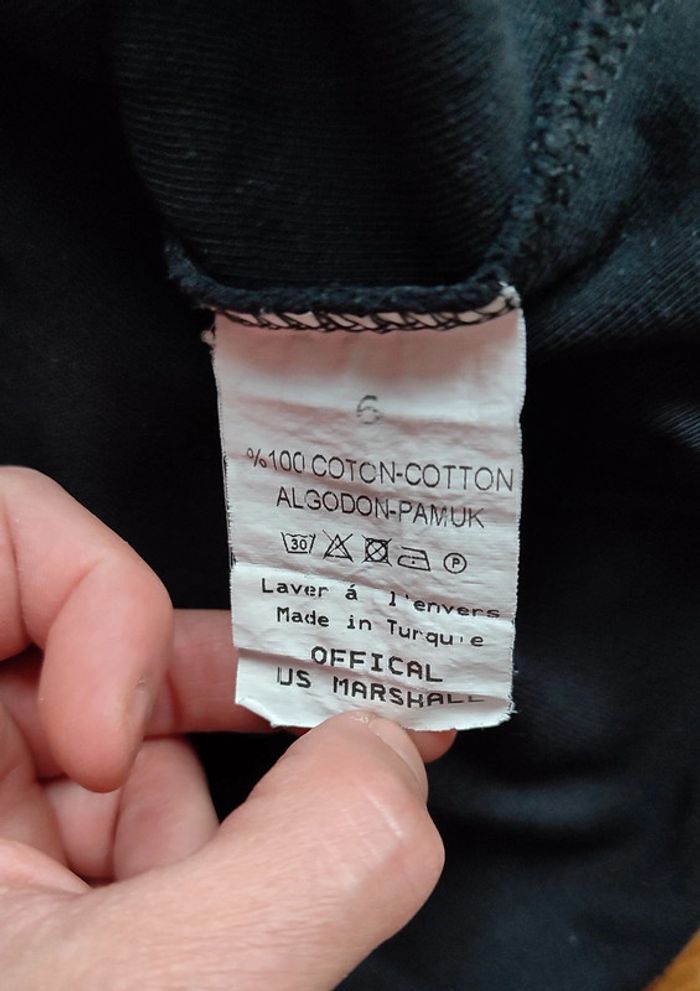 6
%100 COTON-COTTON
ALGODON-PAMUK
30 P
Laver á l'envers
Made in Turquie
OFFICAL
US MARSHALL